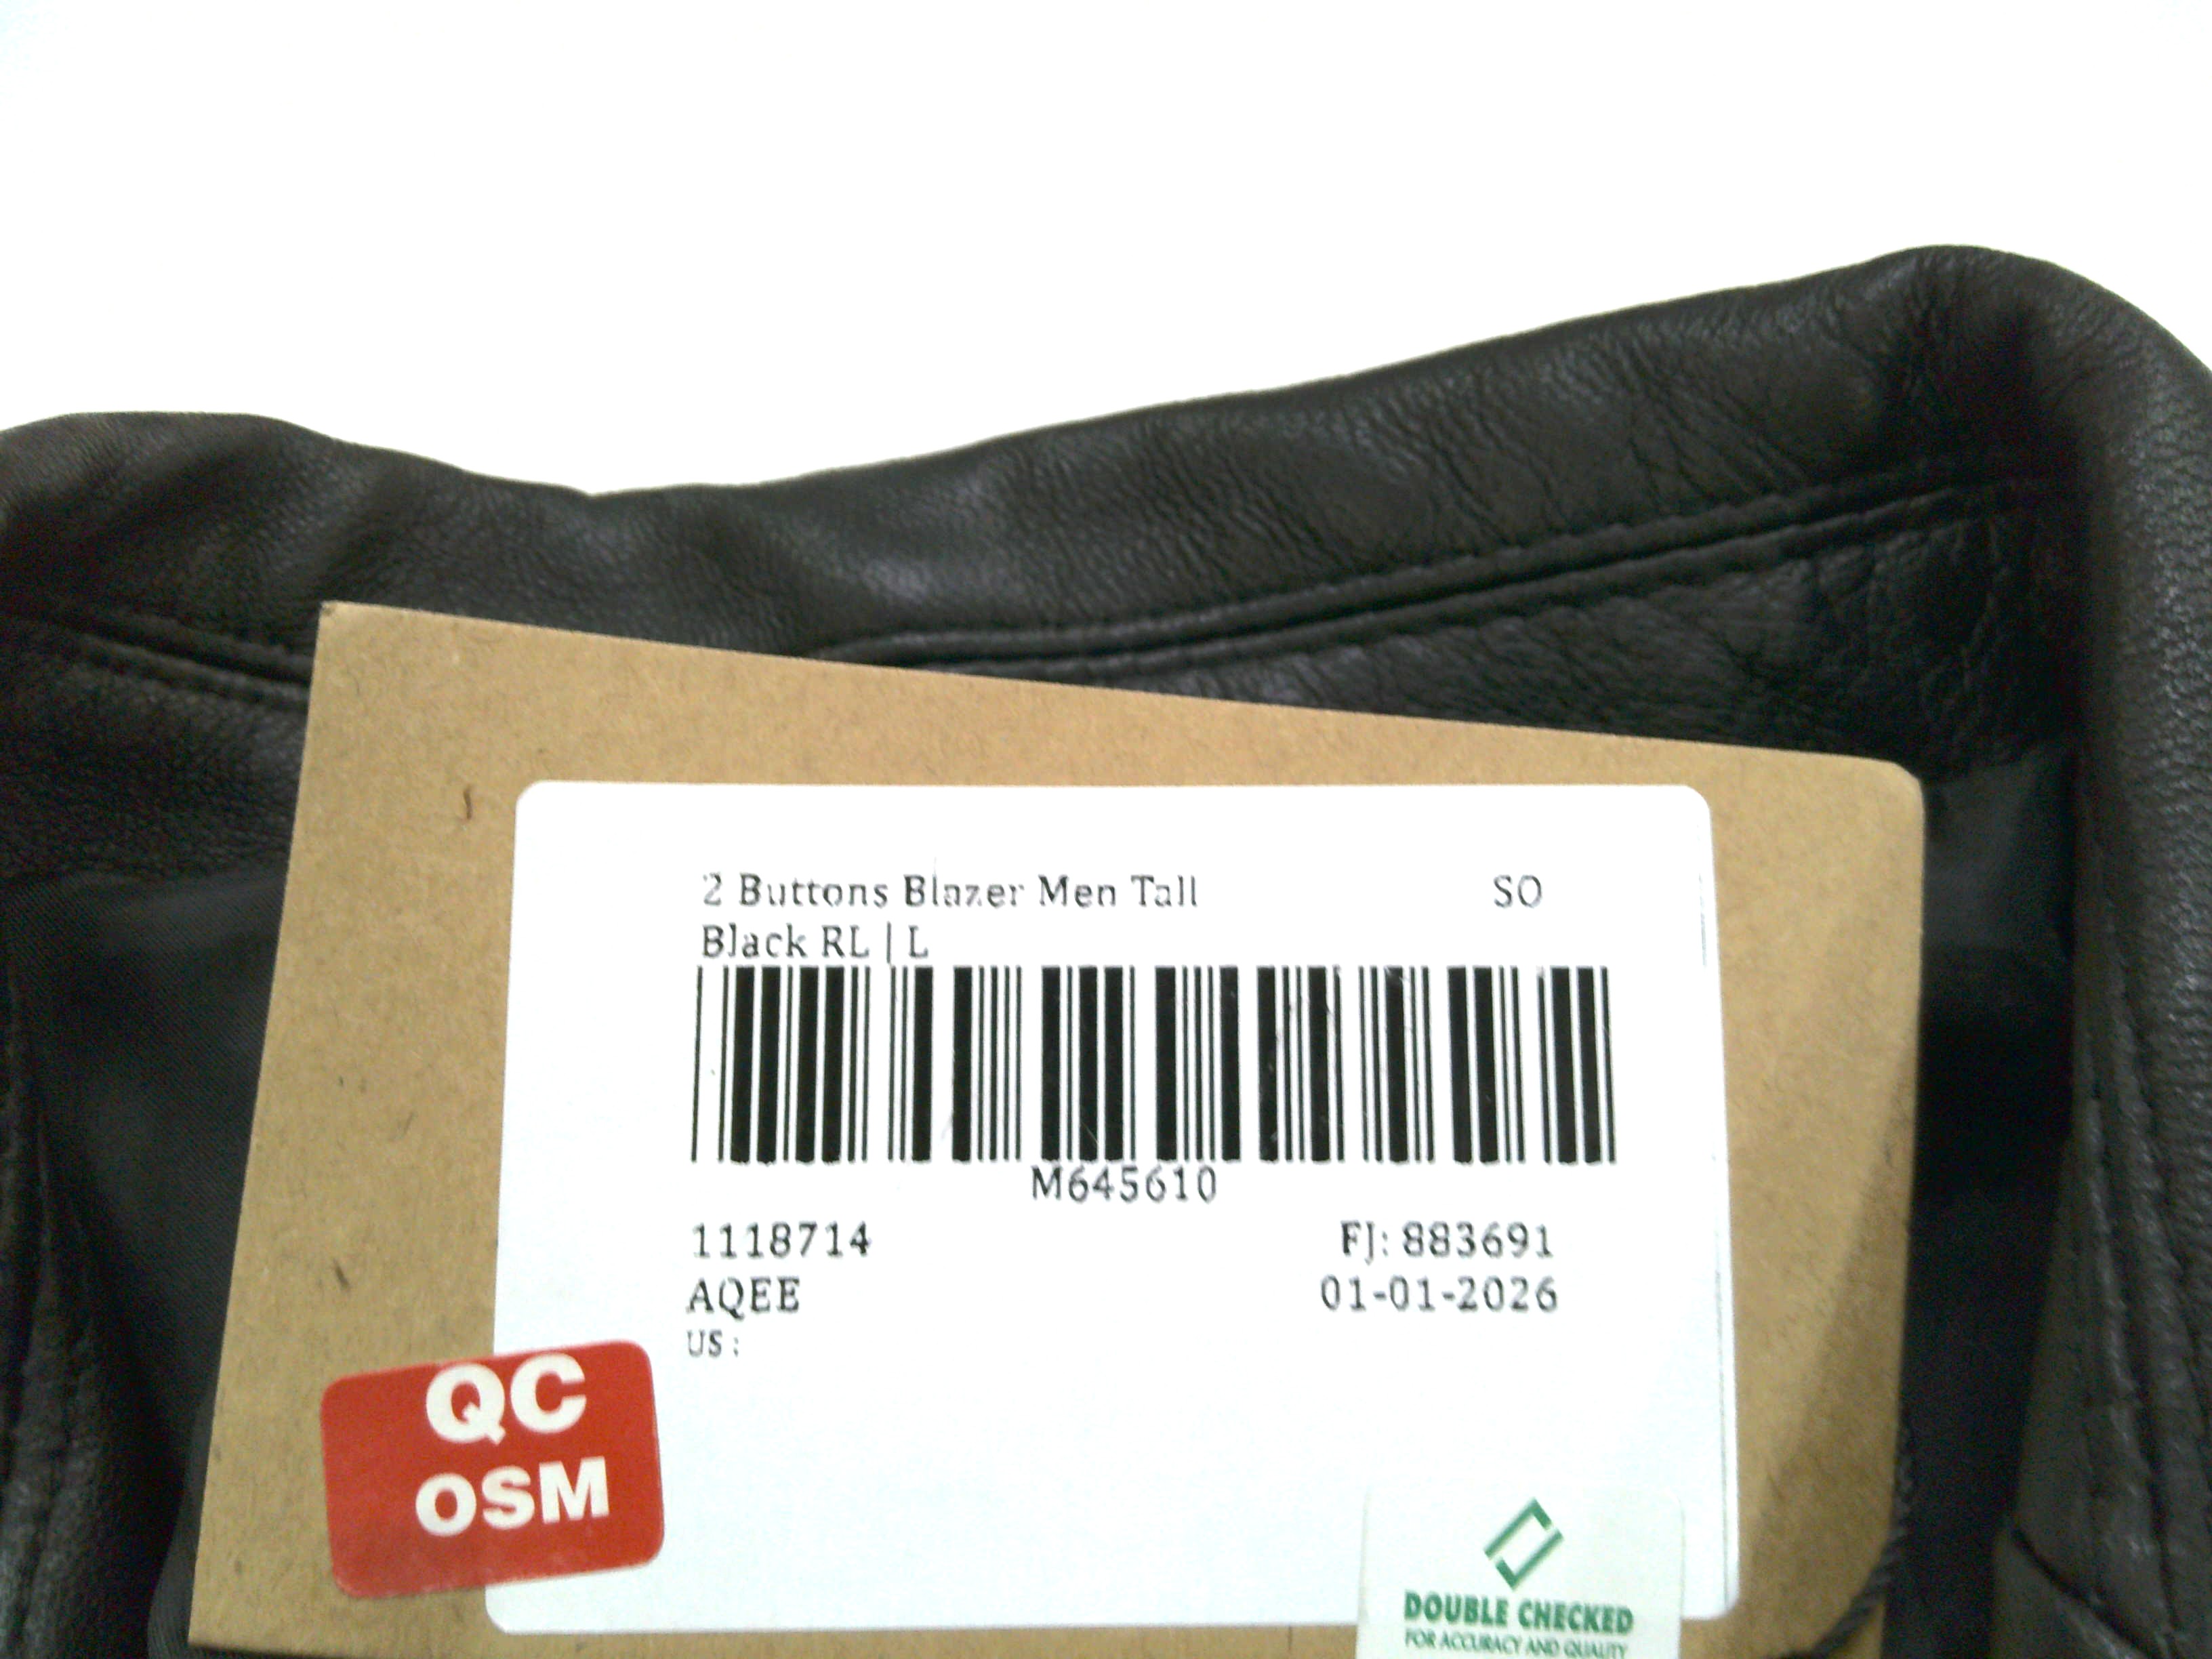 2 Buttons Blazer Men Tall SO
Black RL | L
M645610
1118714 FJ: 883691
AQEE 01-01-2026
US :
QC
OSM
DOUBLE CHECKED
FOR ACCURACY AND QUALITY